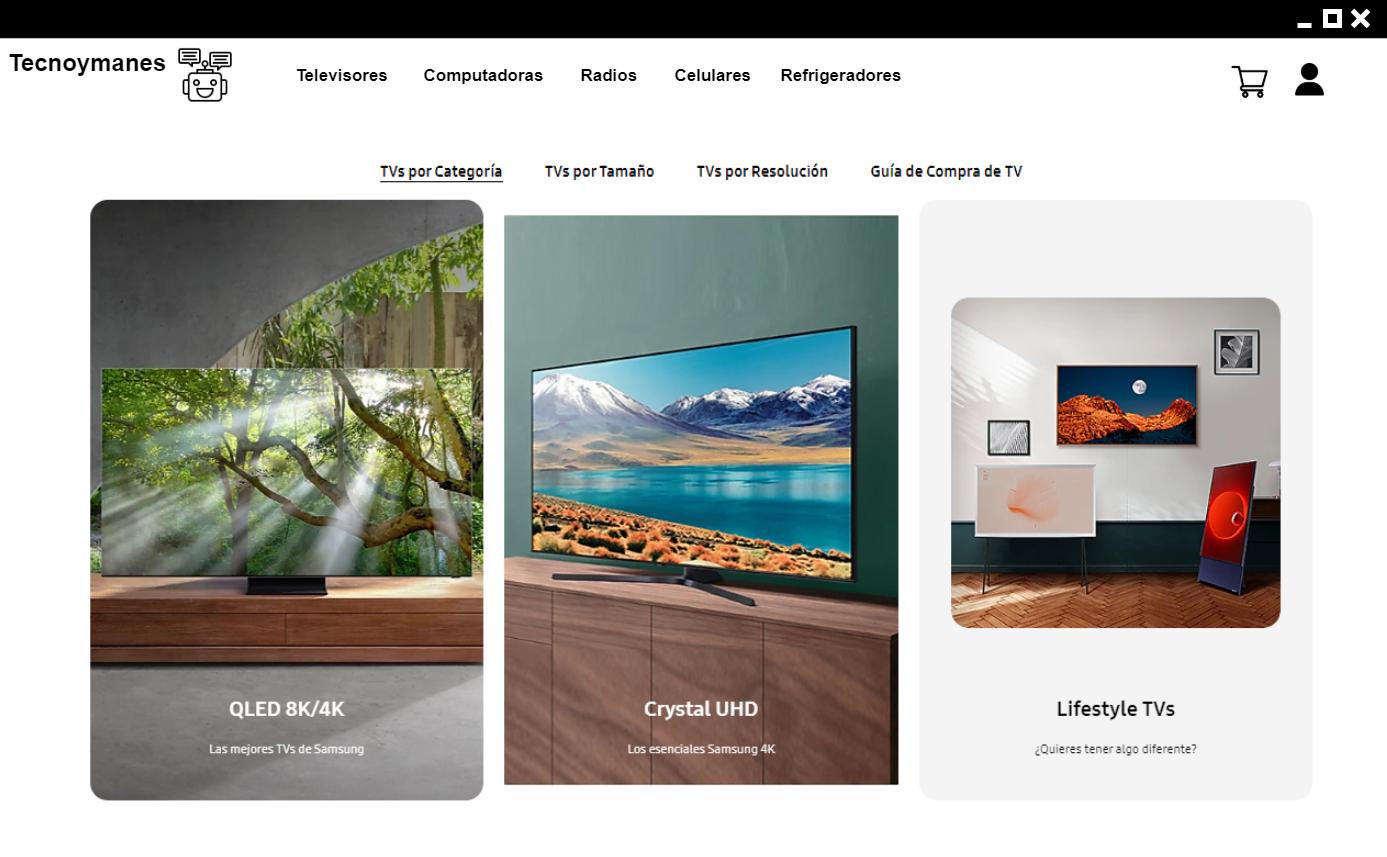 Tecnoymanes
Televisores Computadoras Radios Celulares Refrigeradores
TVs por Categoría TVs por Tamaño TVs por Resolución Guía de Compra de TV
QLED 8K/4K
Las mejores TVs de Samsung
Crystal UHD
Los esenciales Samsung 4K
Lifestyle TVs
¿Quieres tener algo diferente?